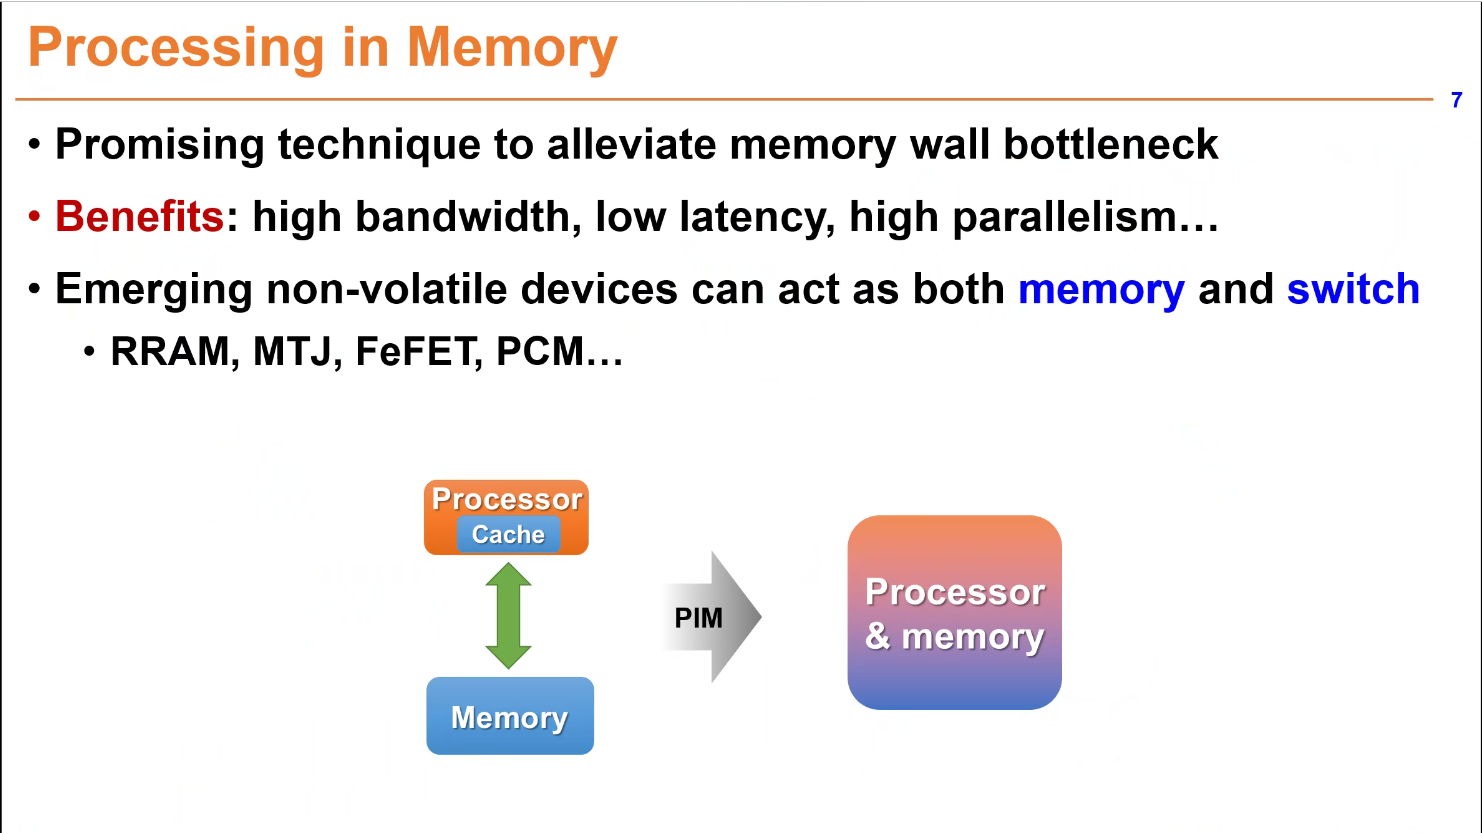 Processing in Memory
7
• Promising technique to alleviate memory wall bottleneck
• Benefits: high bandwidth, low latency, high parallelism…
• Emerging non-volatile devices can act as both memory and switch
• RRAM, MTJ, FeFET, PCM…
Processor
Cache
Memory
PIM
Processor
& memory